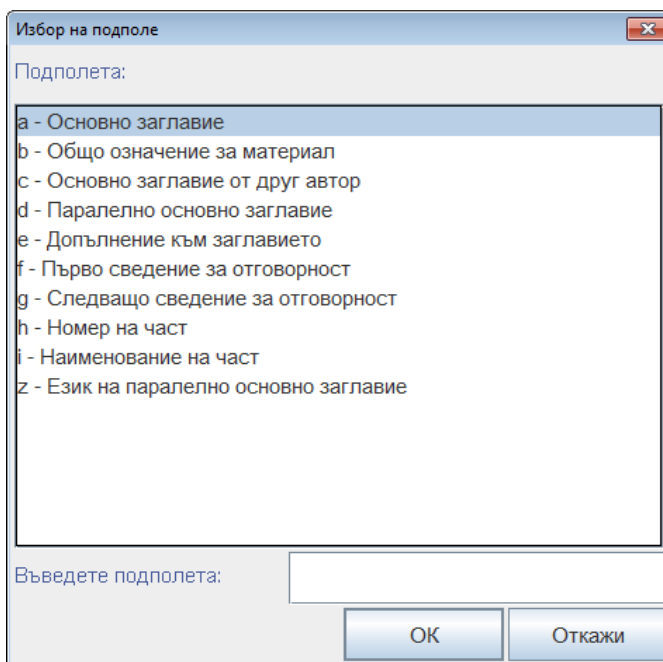 Избор на подполе
Подполета:
a - Основно заглавие
b - Общо означение за материал
c - Основно заглавие от друг автор
d - Паралелно основно заглавие
e - Допълнение към заглавието
f - Първо сведение за отговорност
g - Следващо сведение за отговорност
h - Номер на част
i - Наименование на част
z - Език на паралелно основно заглавие
Въведете подполета:
ОК Откажи